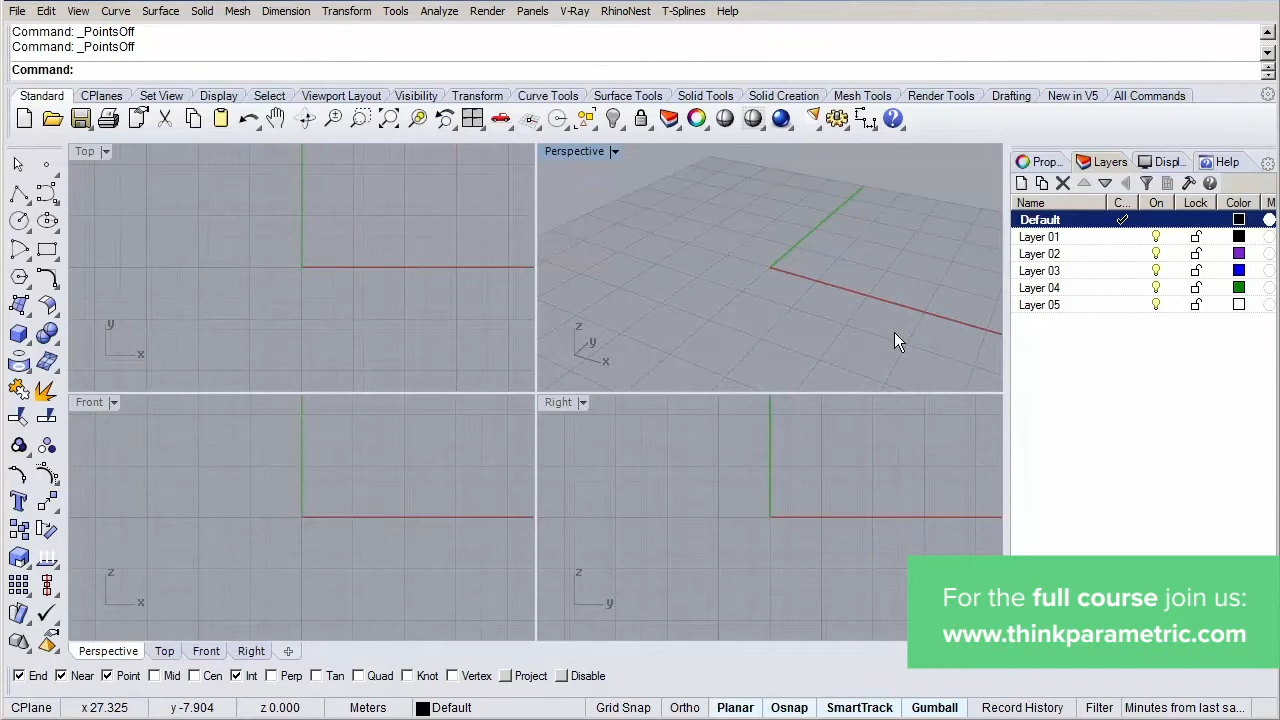 File Edit View Curve Surface Solid Mesh Dimension Transform Tools Analyze Render Panels V-Ray RhinoNest T-Splines Help
Command: _PointsOff
Command: _PointsOff
Command:
Standard CPlanes Set View Display Select Viewport Layout Visibility Transform Curve Tools Surface Tools Solid Tools Solid Creation Mesh Tools Render Tools Drafting New in V5 All Commands
Top
Perspective
Prop... Layers Displ... Help
Name C... On Lock Color M
Default
Layer 01
Layer 02
Layer 03
Layer 04
Layer 05
y
x
z
y
x
Front
Right
z
x
z
y
For the full course join us:
www.thinkparametric.com
Perspective Top Front Right
End Near Point Mid Cen Int Perp Tan Quad Knot Vertex Project Disable
CPlane x 27.325 y -7.904 z 0.000 Meters Default Grid Snap Ortho Planar Osnap SmartTrack Gumball Record History Filter Minutes from last sa...